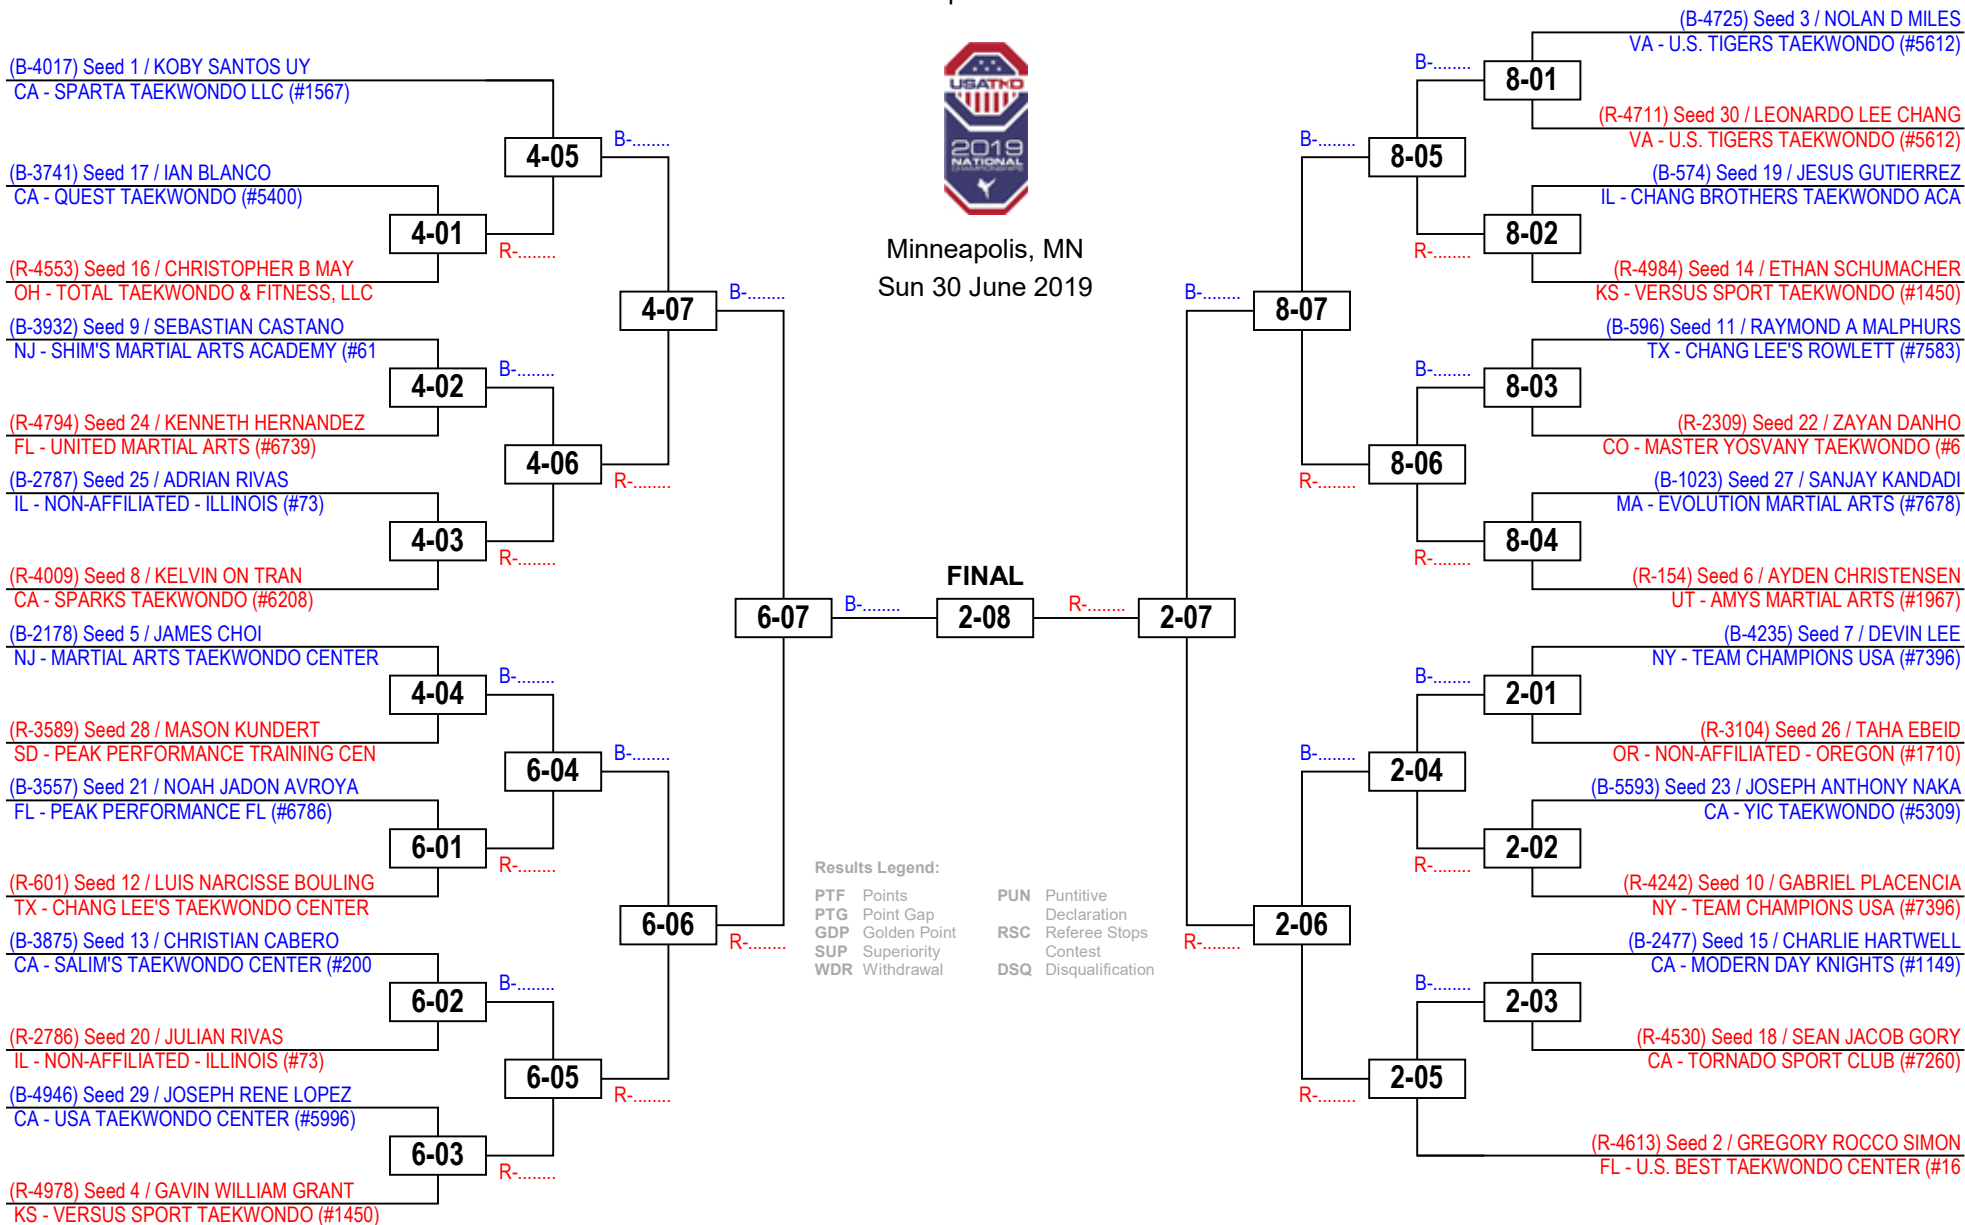 (B-4017) Seed 1 / KOBY SANTOS UY
CA - SPARTA TAEKWONDO LLC (#1567)
(B-3741) Seed 17 / IAN BLANCO
CA - QUEST TAEKWONDO (#5400)
(R-4553) Seed 16 / CHRISTOPHER B MAY
OH - TOTAL TAEKWONDO & FITNESS, LLC
(B-3932) Seed 9 / SEBASTIAN CASTANO
NJ - SHIM'S MARTIAL ARTS ACADEMY (#61
(R-4794) Seed 24 / KENNETH HERNANDEZ
FL - UNITED MARTIAL ARTS (#6739)
(B-2787) Seed 25 / ADRIAN RIVAS
IL - NON-AFFILIATED - ILLINOIS (#73)
(R-4009) Seed 8 / KELVIN ON TRAN
CA - SPARKS TAEKWONDO (#6208)
(B-2178) Seed 5 / JAMES CHOI
NJ - MARTIAL ARTS TAEKWONDO CENTER
(R-3589) Seed 28 / MASON KUNDERT
SD - PEAK PERFORMANCE TRAINING CEN
(B-3557) Seed 21 / NOAH JADON AVROYA
FL - PEAK PERFORMANCE FL (#6786)
(R-601) Seed 12 / LUIS NARCISSE BOULING
TX - CHANG LEE'S TAEKWONDO CENTER
(B-3875) Seed 13 / CHRISTIAN CABERO
CA - SALIM'S TAEKWONDO CENTER (#200
(R-2786) Seed 20 / JULIAN RIVAS
IL - NON-AFFILIATED - ILLINOIS (#73)
(B-4946) Seed 29 / JOSEPH RENE LOPEZ
CA - USA TAEKWONDO CENTER (#5996)
(R-4978) Seed 4 / GAVIN WILLIAM GRANT
KS - VERSUS SPORT TAEKWONDO (#1450)
4-01
4-02
4-03
4-04
6-01
6-02
6-03
R-........
B-........
R-........
B-........
R-........
B-........
R-........
4-05
4-06
6-04
6-05
B-........
R-........
B-........
R-........
4-07
6-06
B-........
R-........
6-07
B-........
USATKD
2019
NATIONAL
CHAMPIONSHIPS
Minneapolis, MN
Sun 30 June 2019
FINAL
2-08
R-........
2-07
Results Legend:
PTF Points
PTG Point Gap
GDP Golden Point
SUP Superiority
WDR Withdrawal
PUN Puntitive
Declaration
RSC Referee Stops
Contest
DSQ Disqualification
B-........
R-........
8-07
2-06
B-........
R-........
B-........
R-........
8-05
8-06
2-04
2-05
B-........
R-........
B-........
R-........
B-........
R-........
B-........
8-01
8-02
8-03
8-04
2-01
2-02
2-03
(B-4725) Seed 3 / NOLAN D MILES
VA - U.S. TIGERS TAEKWONDO (#5612)
(R-4711) Seed 30 / LEONARDO LEE CHANG
VA - U.S. TIGERS TAEKWONDO (#5612)
(B-574) Seed 19 / JESUS GUTIERREZ
IL - CHANG BROTHERS TAEKWONDO ACA
(R-4984) Seed 14 / ETHAN SCHUMACHER
KS - VERSUS SPORT TAEKWONDO (#1450)
(B-596) Seed 11 / RAYMOND A MALPHURS
TX - CHANG LEE'S ROWLETT (#7583)
(R-2309) Seed 22 / ZAYAN DANHO
CO - MASTER YOSVANY TAEKWONDO (#6
(B-1023) Seed 27 / SANJAY KANDADI
MA - EVOLUTION MARTIAL ARTS (#7678)
(R-154) Seed 6 / AYDEN CHRISTENSEN
UT - AMYS MARTIAL ARTS (#1967)
(B-4235) Seed 7 / DEVIN LEE
NY - TEAM CHAMPIONS USA (#7396)
(R-3104) Seed 26 / TAHA EBEID
OR - NON-AFFILIATED - OREGON (#1710)
(B-5593) Seed 23 / JOSEPH ANTHONY NAKA
CA - YIC TAEKWONDO (#5309)
(R-4242) Seed 10 / GABRIEL PLACENCIA
NY - TEAM CHAMPIONS USA (#7396)
(B-2477) Seed 15 / CHARLIE HARTWELL
CA - MODERN DAY KNIGHTS (#1149)
(R-4530) Seed 18 / SEAN JACOB GORY
CA - TORNADO SPORT CLUB (#7260)
(R-4613) Seed 2 / GREGORY ROCCO SIMON
FL - U.S. BEST TAEKWONDO CENTER (#16